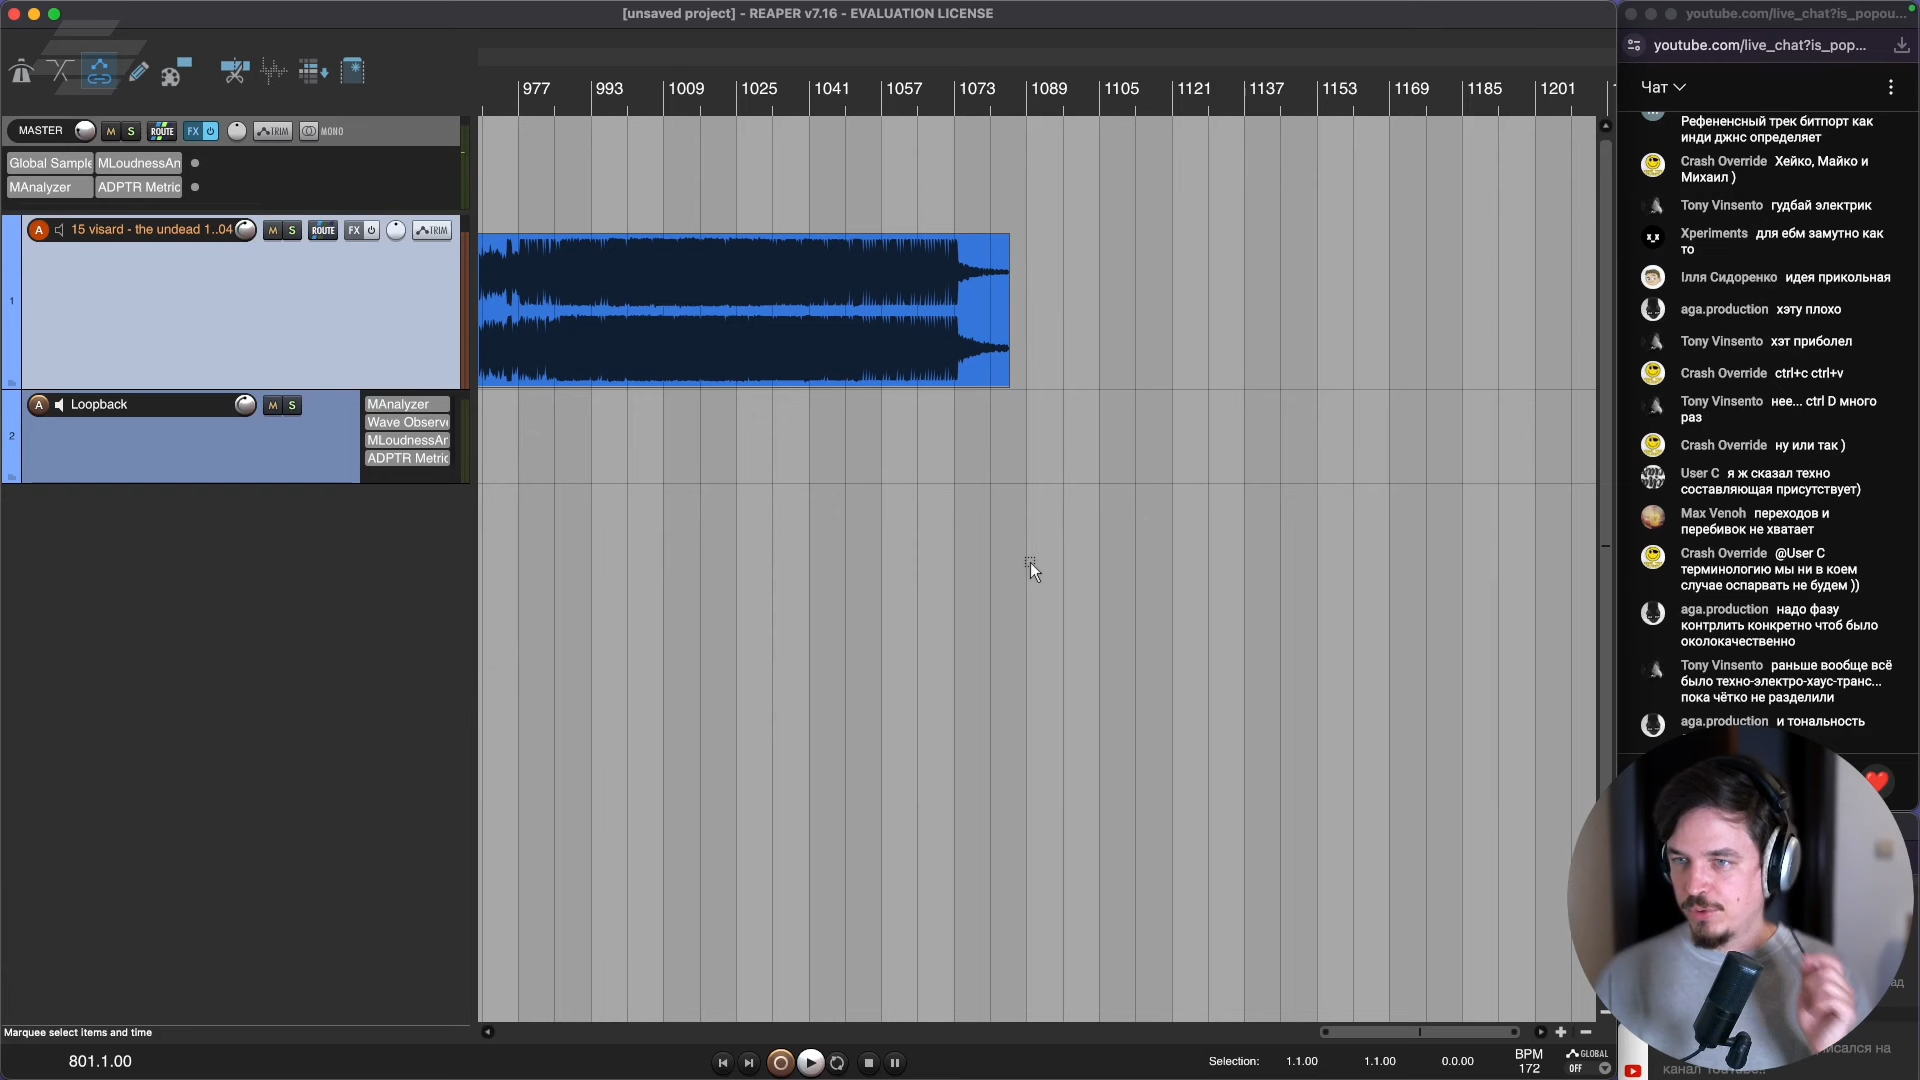 [unsaved project] - REAPER v7.16 - EVALUATION LICENSE
youtube.com/live_chat?is_popou...
youtube.com/live_chat?is_pop...
Чат
977 993 1009 1025 1041 1057 1073 1089 1105 1121 1137 1153 1169 1185 1201
MASTER M S ROUTE FX TRIM MONO
Global Sample MLoudnessAn
MAnalyzer ADPTR Metric
1
15 visard - the undead 1..04 M S ROUTE FX TRIM
2
Loopback M S
MAnalyzer
Wave Observe
MLoudnessAn
ADPTR Metric
Рефененсный трек битпорт как
инди джнс определяет
Crash Override Хейко, Майко и
Михаил )
Tony Vinsento гудбай электрик
Xperiments для ебм замутно как
то
Ілля Сидоренко идея прикольная
aga.production хэту плохо
Tony Vinsento хэт приболел
Crash Override ctrl+c ctrl+v
Tony Vinsento нее... ctrl D много
раз
Crash Override ну или так )
User C я ж сказал техно
составляющая присутствует)
Max Venoh переходов и
перебивок не хватает
Crash Override @User C
терминологию мы ни в коем
случае оспарвать не будем ))
aga.production надо фазу
контрлить конкретно чтоб было
околокачественно
Tony Vinsento раньше вообще всё
было техно-электро-хаус-транс...
пока чётко не разделили
aga.production и тональность
Marquee select items and time
801.1.00
Selection: 1.1.00 1.1.00 0.0.00
BPM
172
GLOBAL
OFF